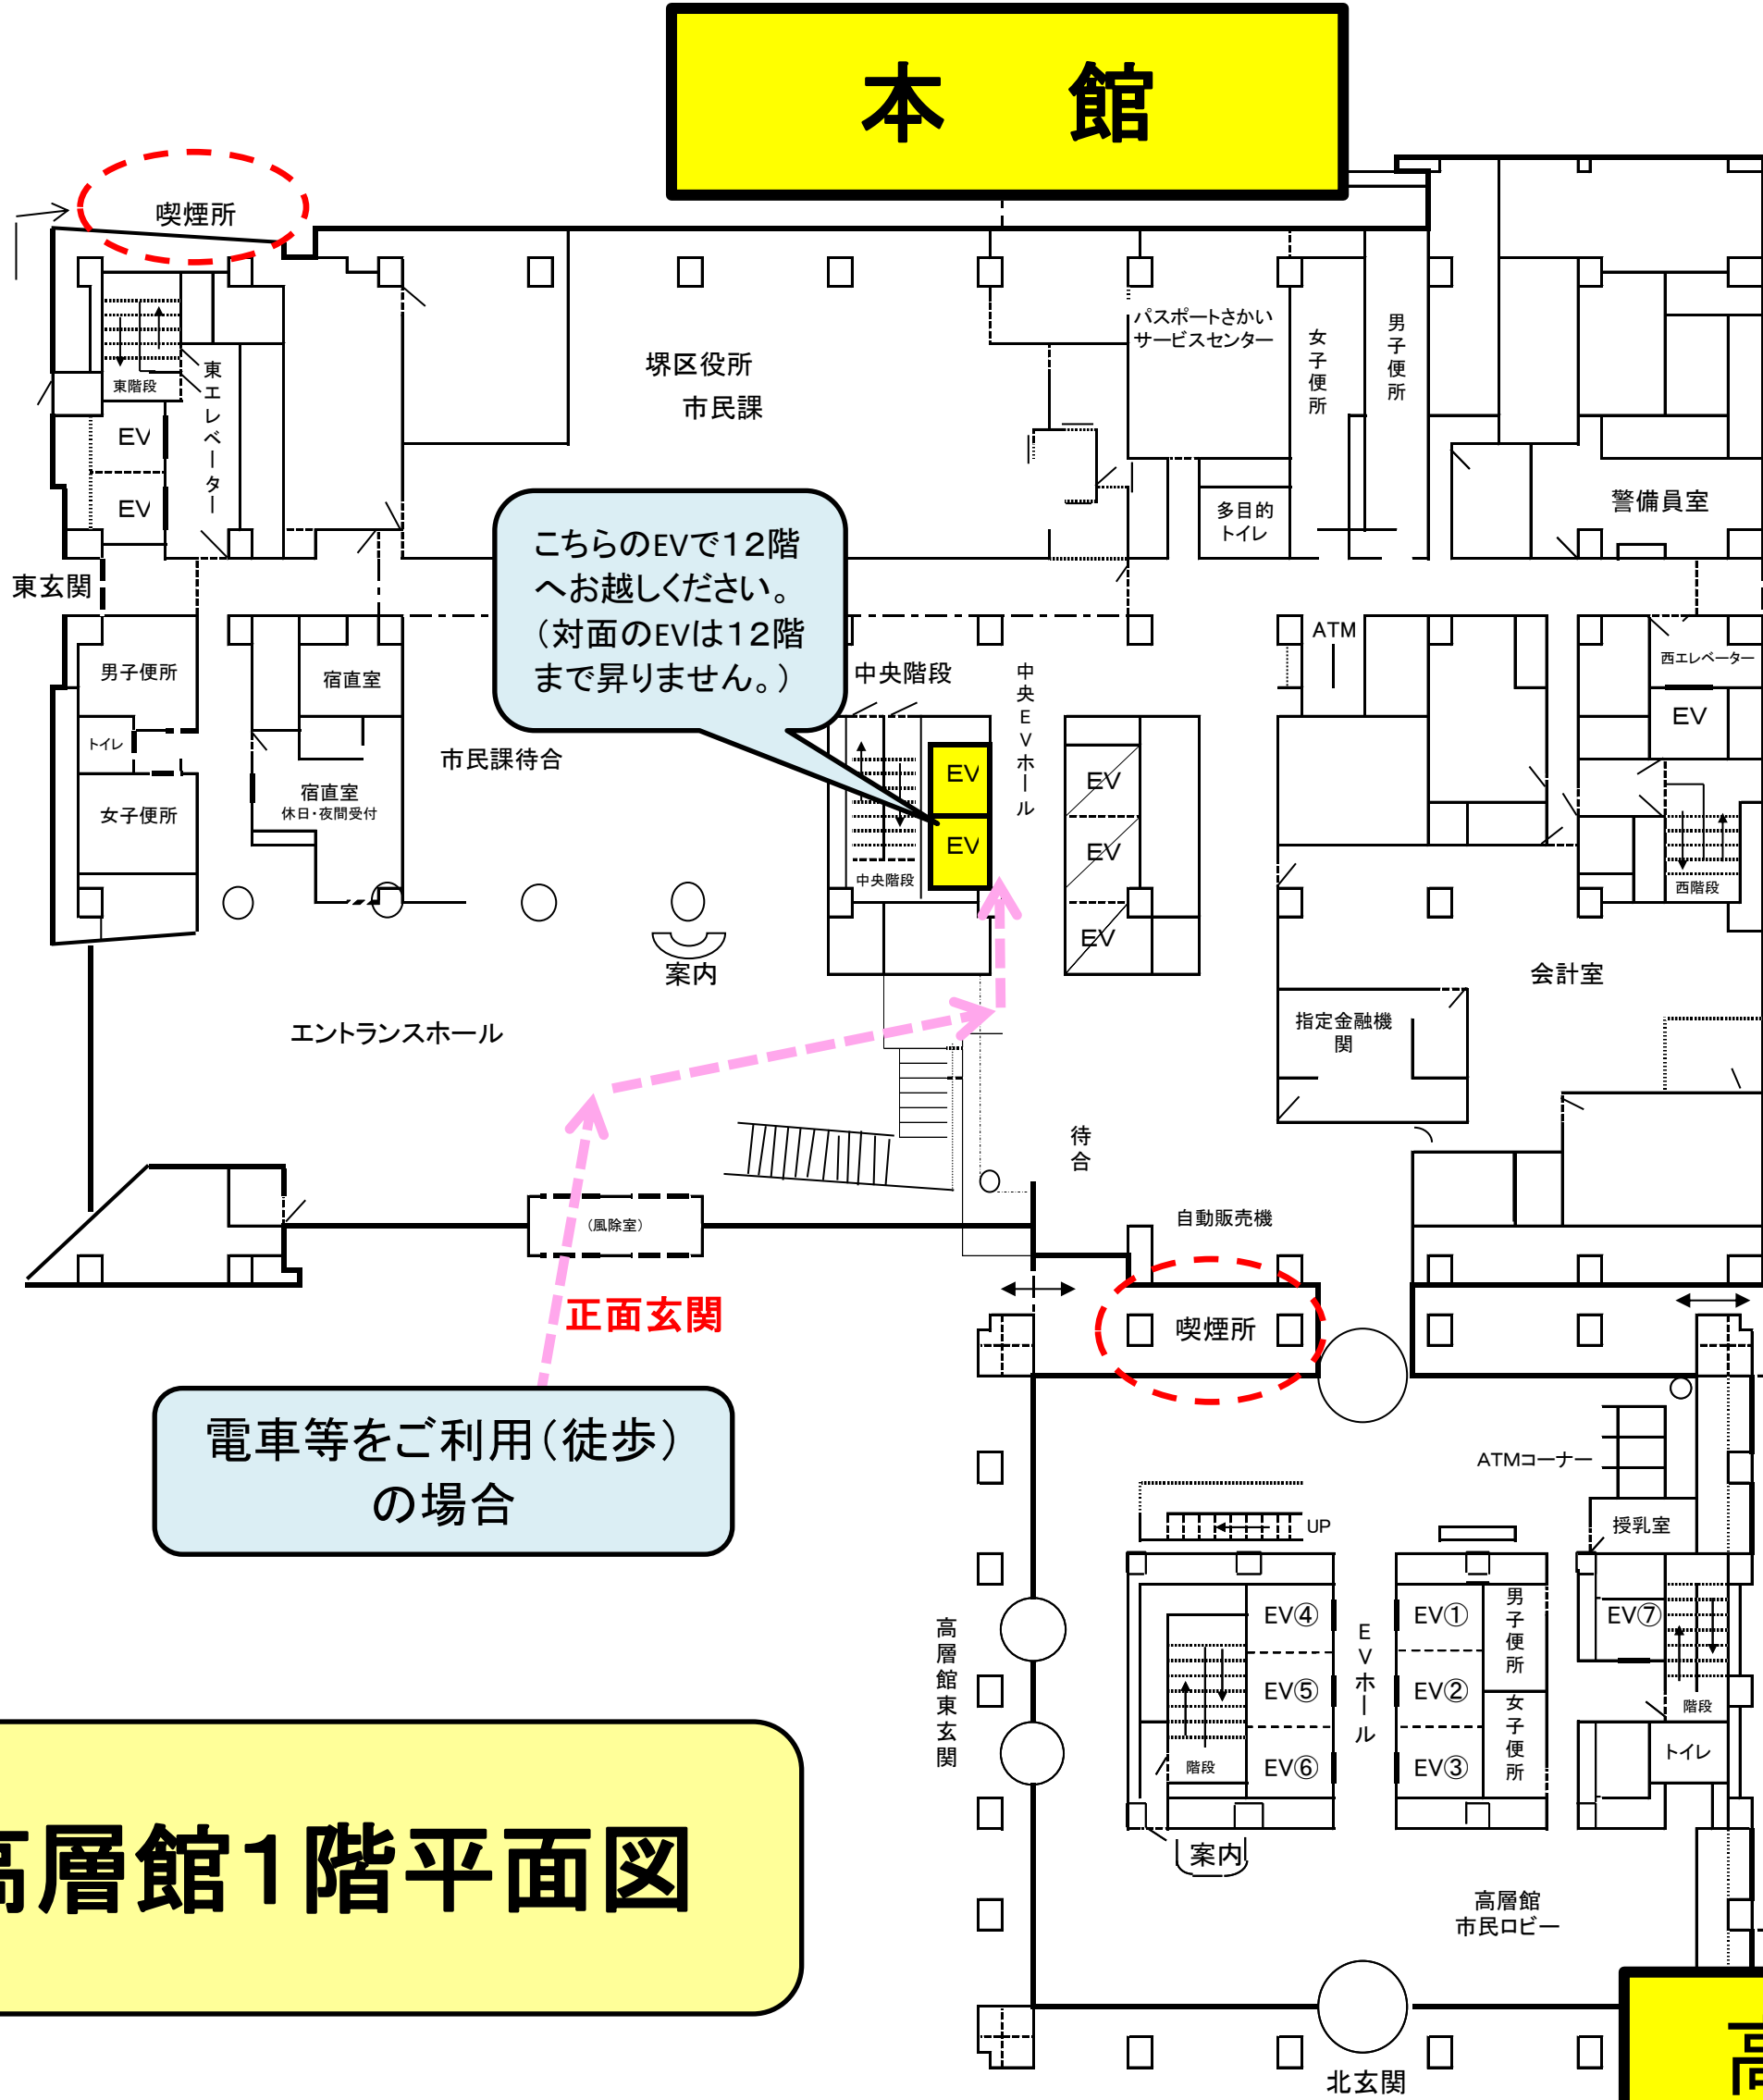 本　館
喫煙所
パスポートさかい
サービスセンター
女子便所
男子便所
堺区役所
市民課
東階段
東エレベーター
EV
EV
多目的
トイレ
警備員室
こちらのEVで12階
へお越しください。
(対面のEVは12階
まで昇りません。)
東玄関
ATM
男子便所
宿直室
中央階段
中央EVホール
西エレベーター
EV
トイレ
市民課待合
EV
EV
宿直室
休日・夜間受付
女子便所
EV
EV
中央階段
西階段
EV
案内
会計室
エントランスホール
指定金融機
関
待合
(風除室)
自動販売機
正面玄関
喫煙所
電車等をご利用(徒歩)
の場合
ATMコーナー
UP
授乳室
高層館東玄関
EV④
EVホール
EV①
男子便所
EV⑦
EV⑤
EV②
女子便所
階段
EV⑥
EV③
階段
トイレ
案内
高層館1階平面図
高層館
市民ロビー
北玄関
高